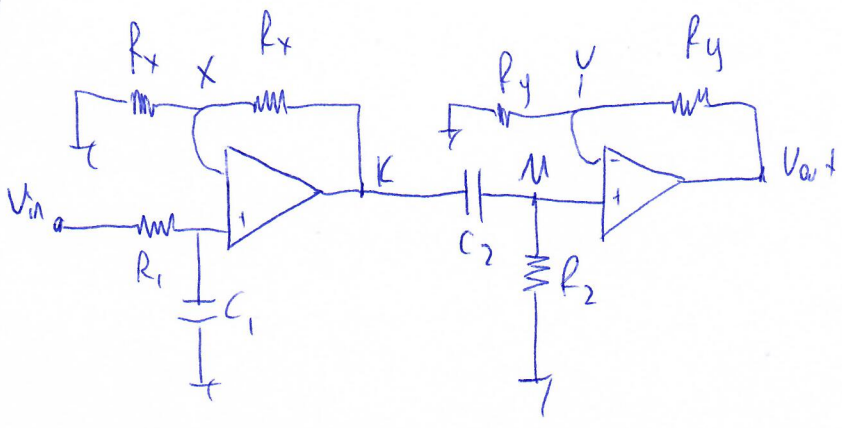 Rx
X
Rx
Ry
Y
Ry
K
M
-
Vout
Vin
+
+
R1
C2
R2
C1